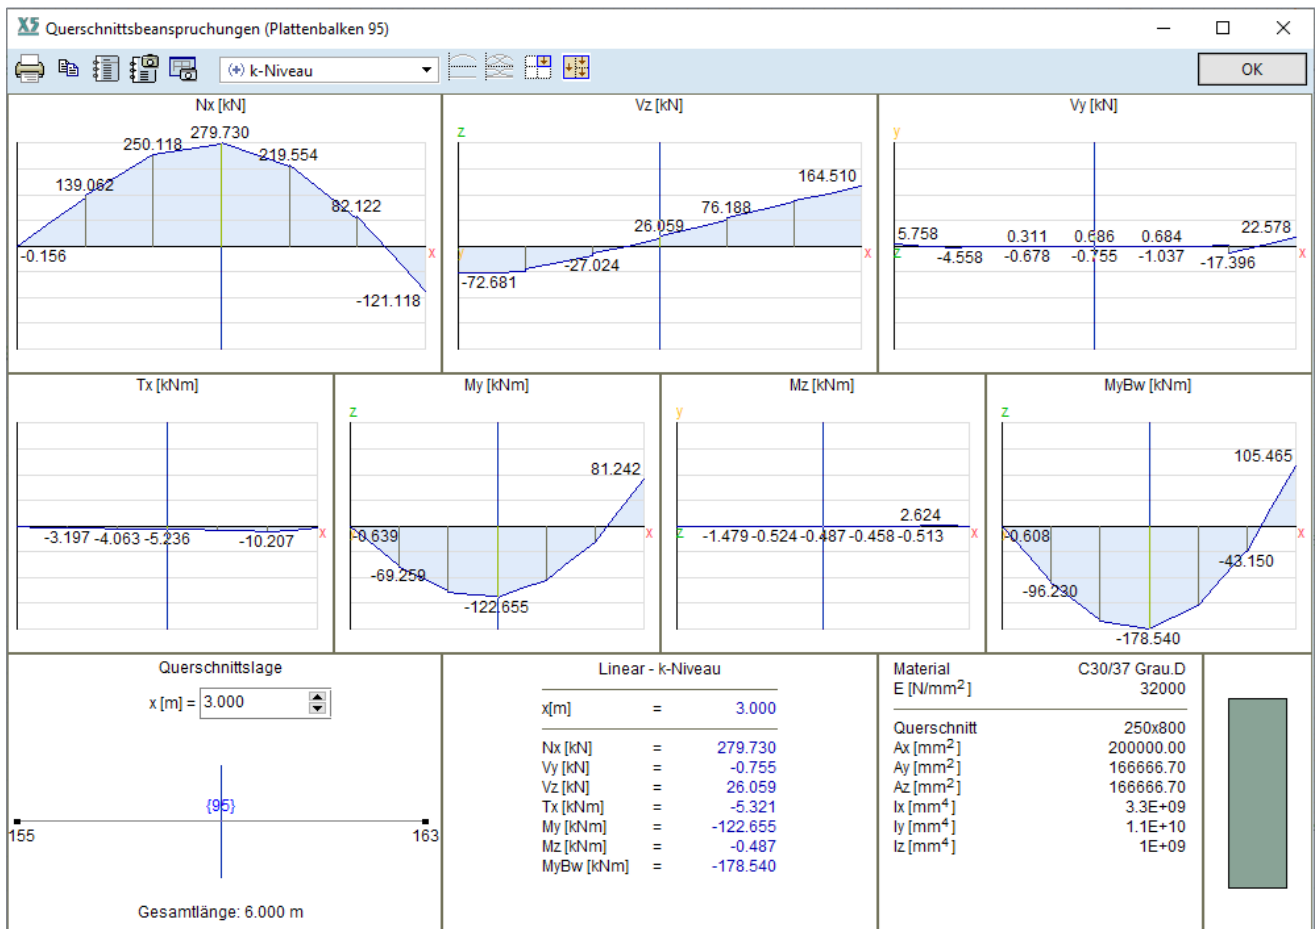 X5 Querschnittsbeanspruchungen (Plattenbalken 95)
(+) k-Niveau
OK
Nx [kN]
279.730
250.118
219.554
139.062
82.122
-0.156
x
-121.118
Vz [kN]
z
164.510
76.188
26.059
y
x
-27.024
-72.681
Vy [kN]
y
5.758
0.311
0.686
0.684
22.578
z
x
-4.558
-0.678
-0.755
-1.037
-17.396
Tx [kNm]
x
-3.197
-4.063
-5.236
-10.207
My [kNm]
z
81.242
-0.639
x
-69.259
-122.655
Mz [kNm]
y
2.624
z
-1.479
-0.524
-0.487
-0.458
-0.513
x
MyBw [kNm]
z
105.465
-0.608
x
-43.150
-96.230
-178.540
Querschnittslage
x [m] = 3.000
{95}
155
163
Gesamtlänge: 6.000 m
Linear - k-Niveau
x[m] = 3.000
Nx [kN] = 279.730
Vy [kN] = -0.755
Vz [kN] = 26.059
Tx [kNm] = -5.321
My [kNm] = -122.655
Mz [kNm] = -0.487
MyBw [kNm] = -178.540
Material C30/37 Grau.D
E [N/mm²] 32000
Querschnitt 250x800
Ax [mm²] 200000.00
Ay [mm²] 166666.70
Az [mm²] 166666.70
Ix [mm⁴] 3.3E+09
Iy [mm⁴] 1.1E+10
Iz [mm⁴] 1E+09